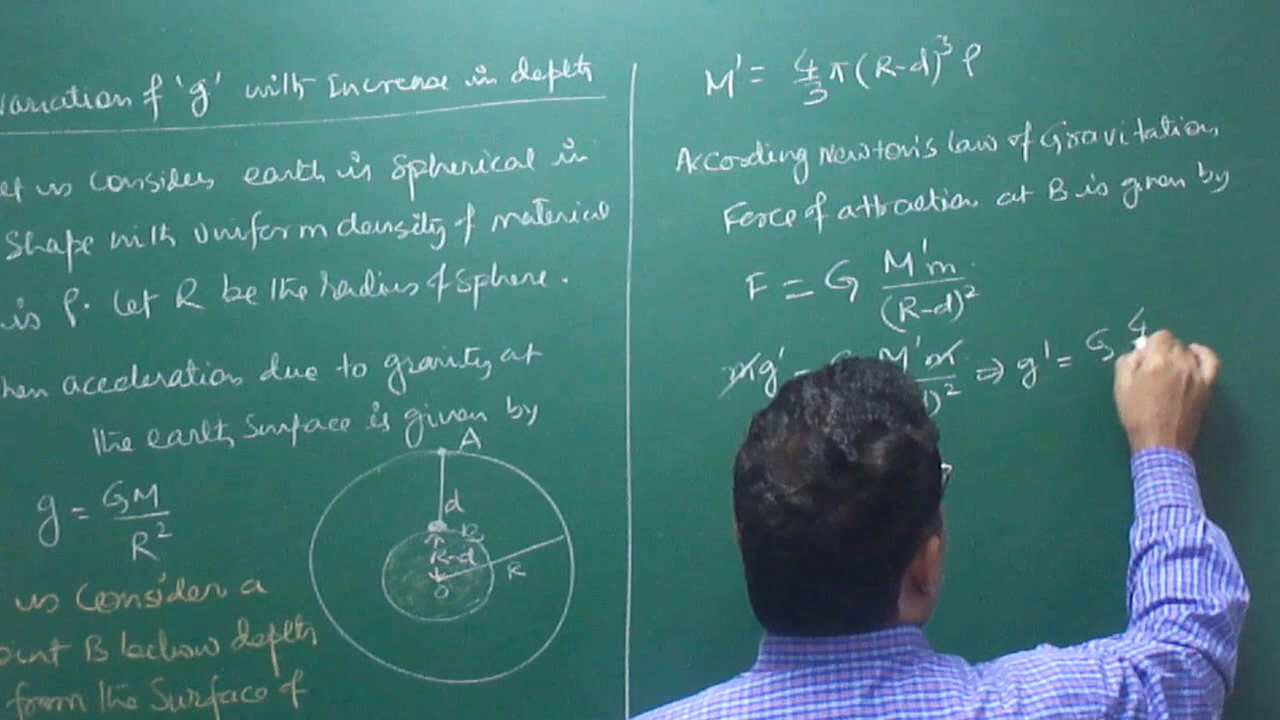 Variation of 'g' with Increase in depth
et us consider earth is spherical in
shape with uniform density of material
is ρ. Let R be the radius of sphere.
hen acceleration due to gravity at
the earth surface is given by
g = GM/R²
A
d
B
R-d
R
O
us consider a
oint B below depth
from the surface of
M' = 4/3 π (R-d)³ ρ
According Newton's law of Gravitation,
Force of attraction at B is given by
F = G M'm/(R-d)²
mg' = M'm/ )² ⇒ g' = G 4